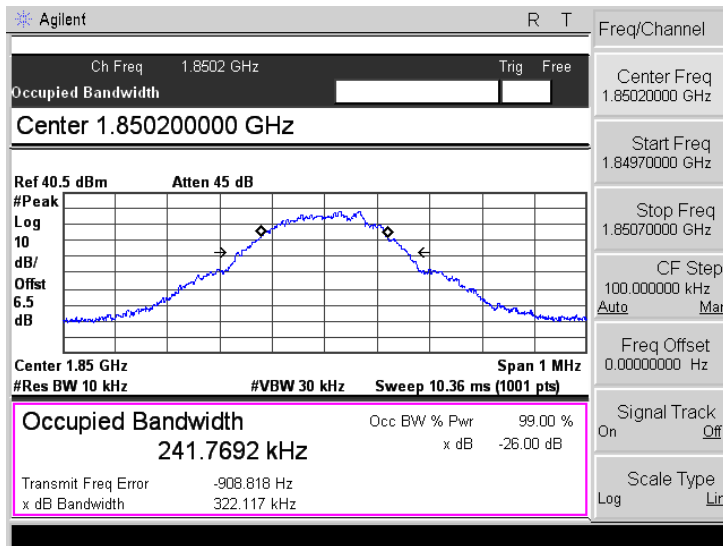 Agilent R T
Ch Freq 1.8502 GHz Trig Free
Occupied Bandwidth
Center 1.850200000 GHz
Ref 40.5 dBm Atten 45 dB
#Peak
Log
10
dB/
Offst
6.5
dB
Center 1.85 GHz Span 1 MHz
#Res BW 10 kHz #VBW 30 kHz Sweep 10.36 ms (1001 pts)
Occupied Bandwidth Occ BW % Pwr 99.00 %
241.7692 kHz x dB -26.00 dB
Transmit Freq Error -908.818 Hz
x dB Bandwidth 322.117 kHz
Freq/Channel
Center Freq
1.85020000 GHz
Start Freq
1.84970000 GHz
Stop Freq
1.85070000 GHz
CF Step
100.000000 kHz
Auto Man
Freq Offset
0.00000000 Hz
Signal Track
On Off
Scale Type
Log Lin